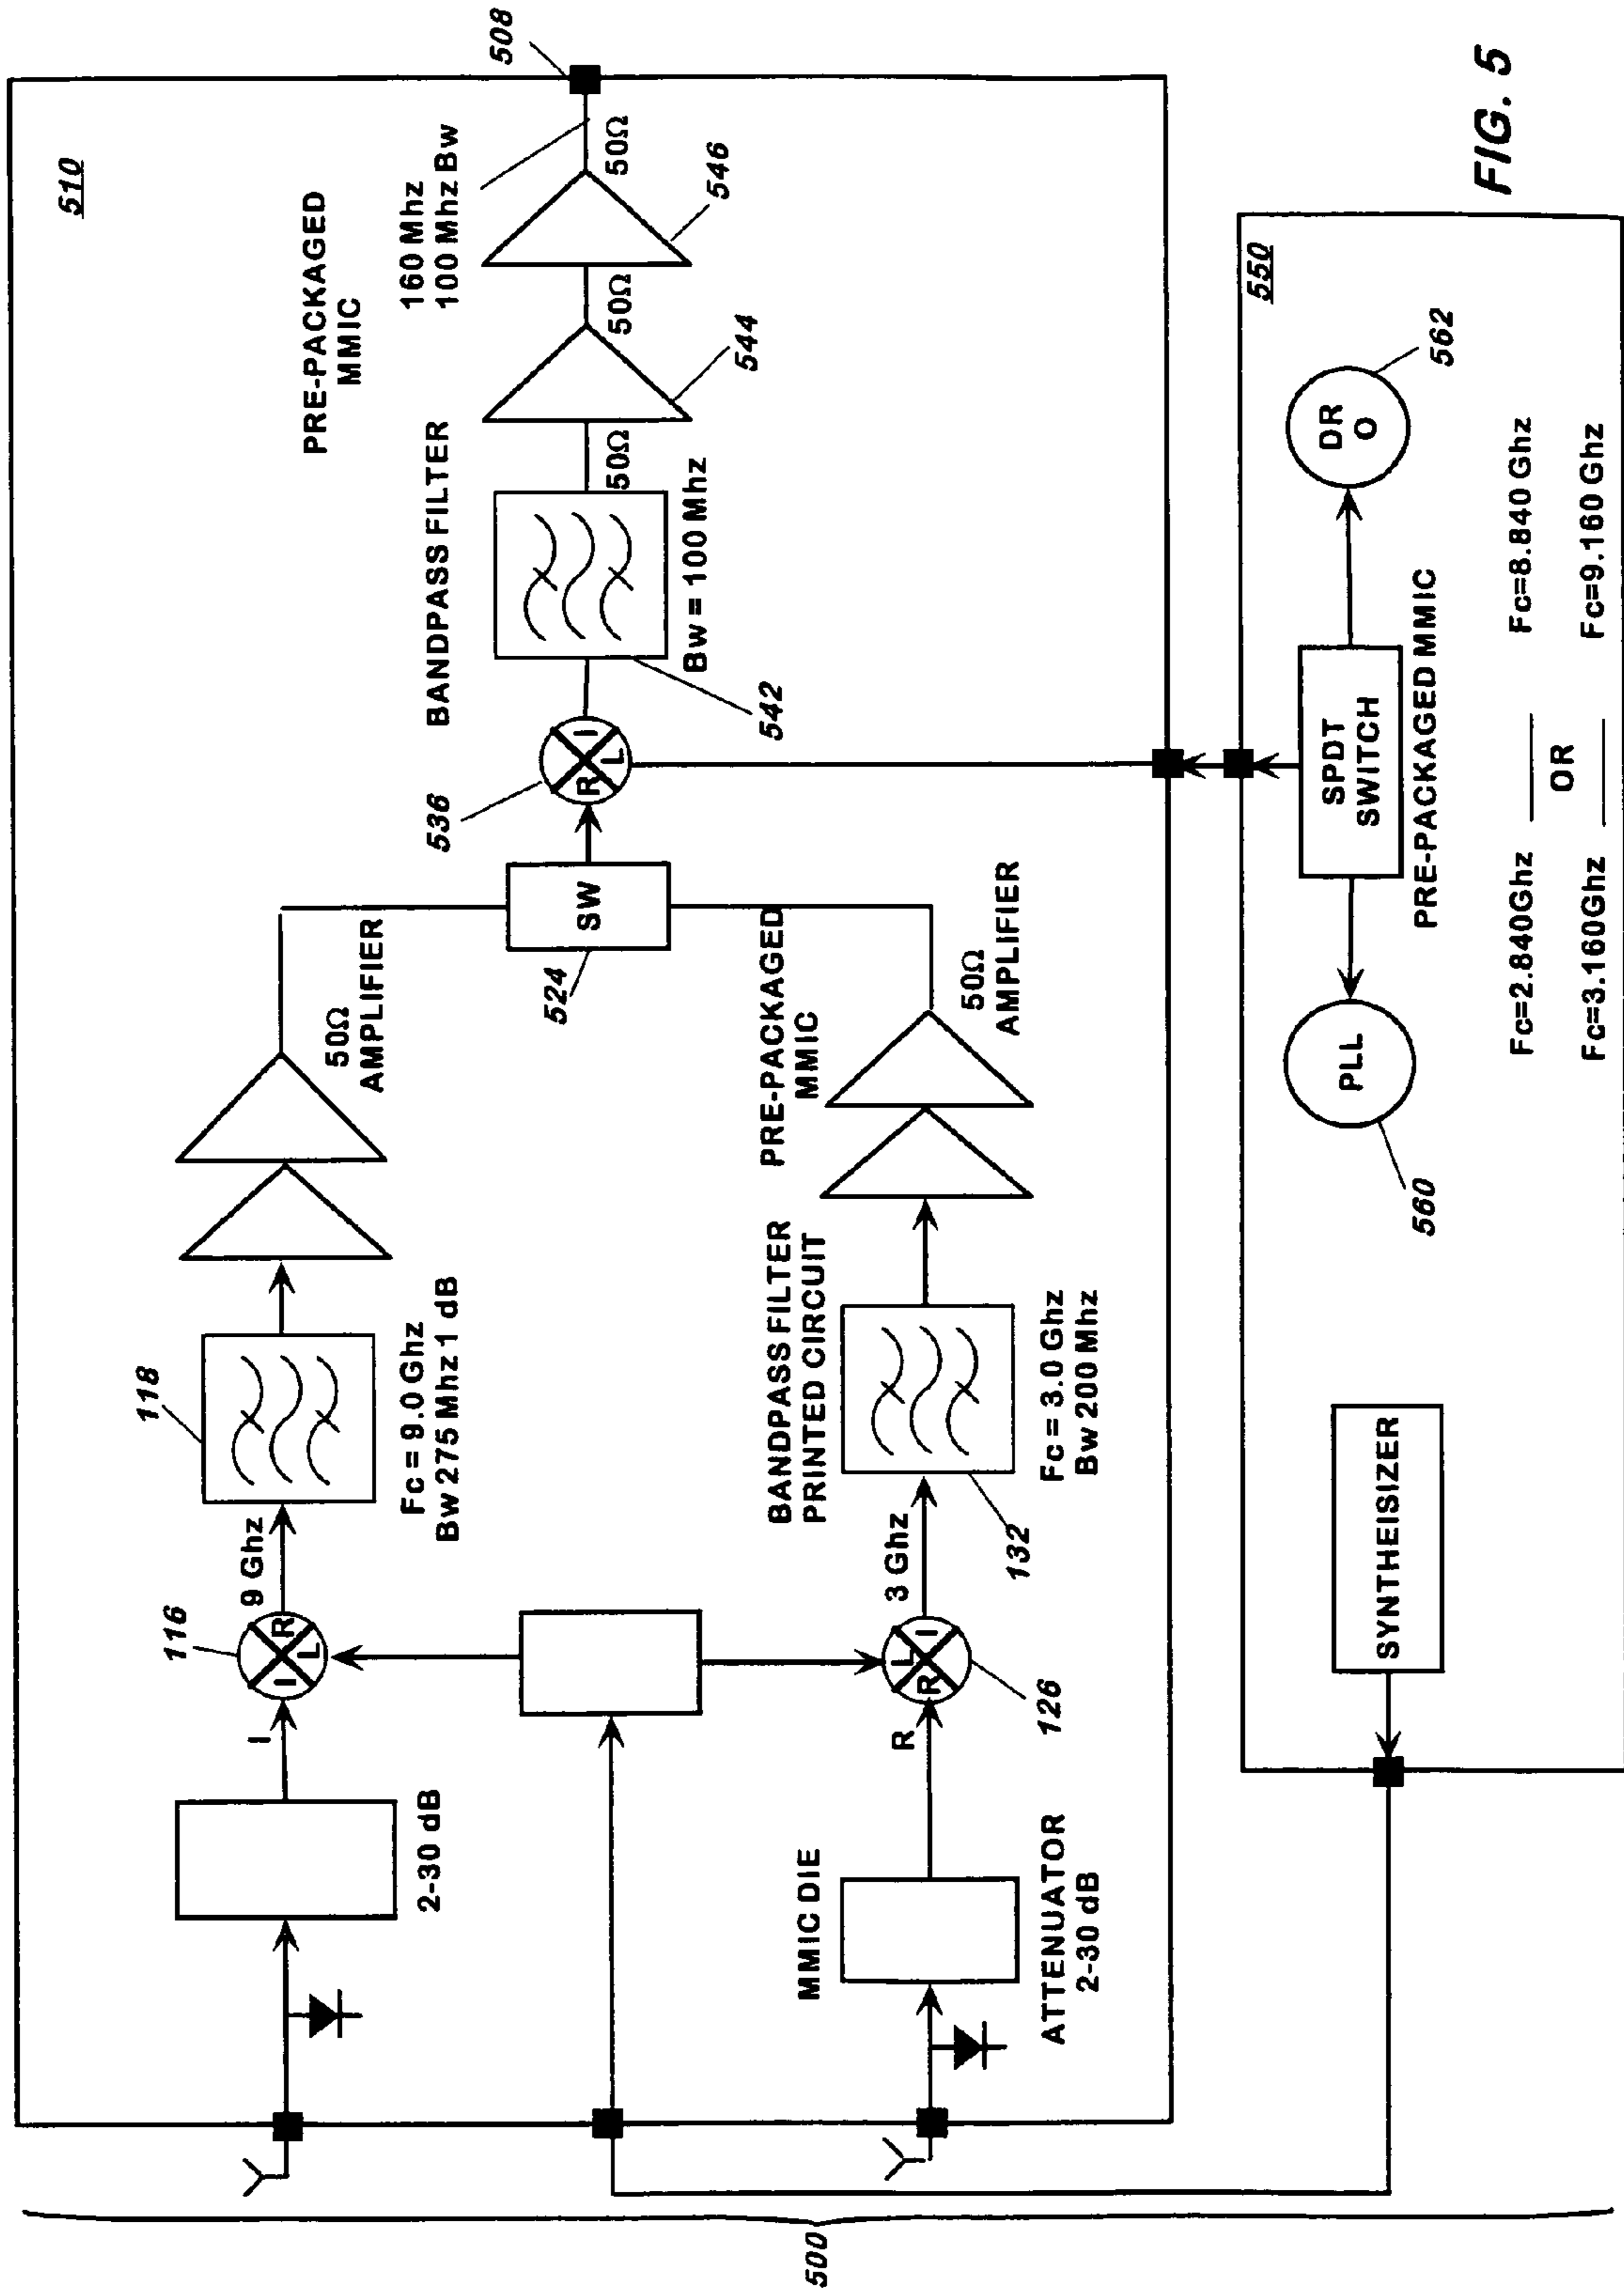 510
508
160 Mhz
100 Mhz Bw
PRE-PACKAGED
MMIC
50Ω
546
50Ω
544
50Ω
BANDPASS FILTER
Bw = 100 Mhz
542
R
I
L
536
SW
524
50Ω
AMPLIFIER
118
Fc = 9.0 Ghz
Bw 275 Mhz 1 dB
9 Ghz
116
I
R
L
I
2-30 dB
PRE-PACKAGED
MMIC
50Ω
AMPLIFIER
BANDPASS FILTER
PRINTED CIRCUIT
Fc = 3.0 Ghz
Bw 200 Mhz
132
3 Ghz
L
R
I
126
R
MMIC DIE
ATTENUATOR
2-30 dB
500
550
SYNTHEISIZER
PLL
560
SPDT
SWITCH
PRE-PACKAGED MMIC
DR
O
562
Fc=2.840Ghz
Fc=8.840 Ghz
OR
Fc=3.160Ghz
Fc=9.160 Ghz
FIG. 5